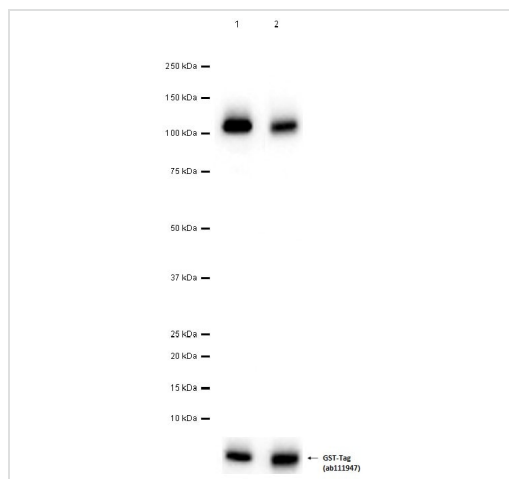 1 2
250 kDa
150 kDa
100 kDa
75 kDa
50 kDa
37 kDa
25 kDa
20 kDa
15 kDa
10 kDa
GST-Tag
(ab111947)